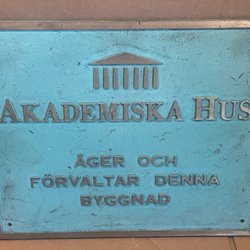 AKADEMISKA HUS
ÄGER OCH
FÖRVALTAR DENNA
BYGGNAD